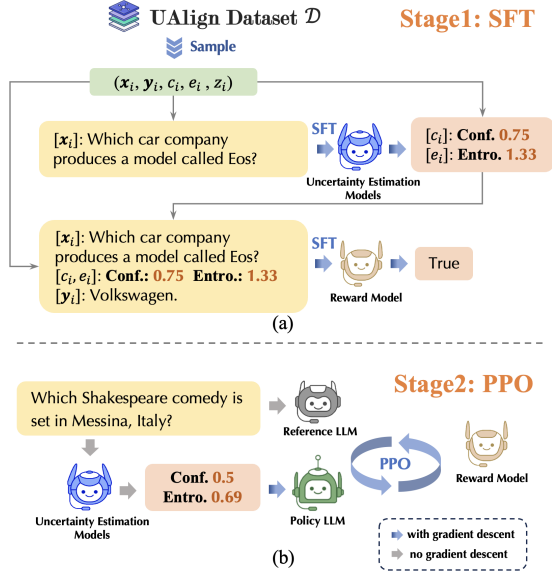 UAlign Dataset 𝒟
Stage1: SFT
Sample
(𝒙ᵢ, 𝒚ᵢ, cᵢ, eᵢ , zᵢ)
[𝒙ᵢ]: Which car company
produces a model called Eos?
SFT
Uncertainty Estimation
Models
[cᵢ]: Conf. 0.75
[eᵢ]: Entro. 1.33
[𝒙ᵢ]: Which car company
produces a model called Eos?
[cᵢ, eᵢ]: Conf.: 0.75 Entro.: 1.33
[𝒚ᵢ]: Volkswagen.
SFT
Reward Model
True
(a)
Stage2: PPO
Which Shakespeare comedy is
set in Messina, Italy?
Reference LLM
Uncertainty Estimation
Models
Conf. 0.5
Entro. 0.69
Policy LLM
PPO
Reward Model
with gradient descent
no gradient descent
(b)